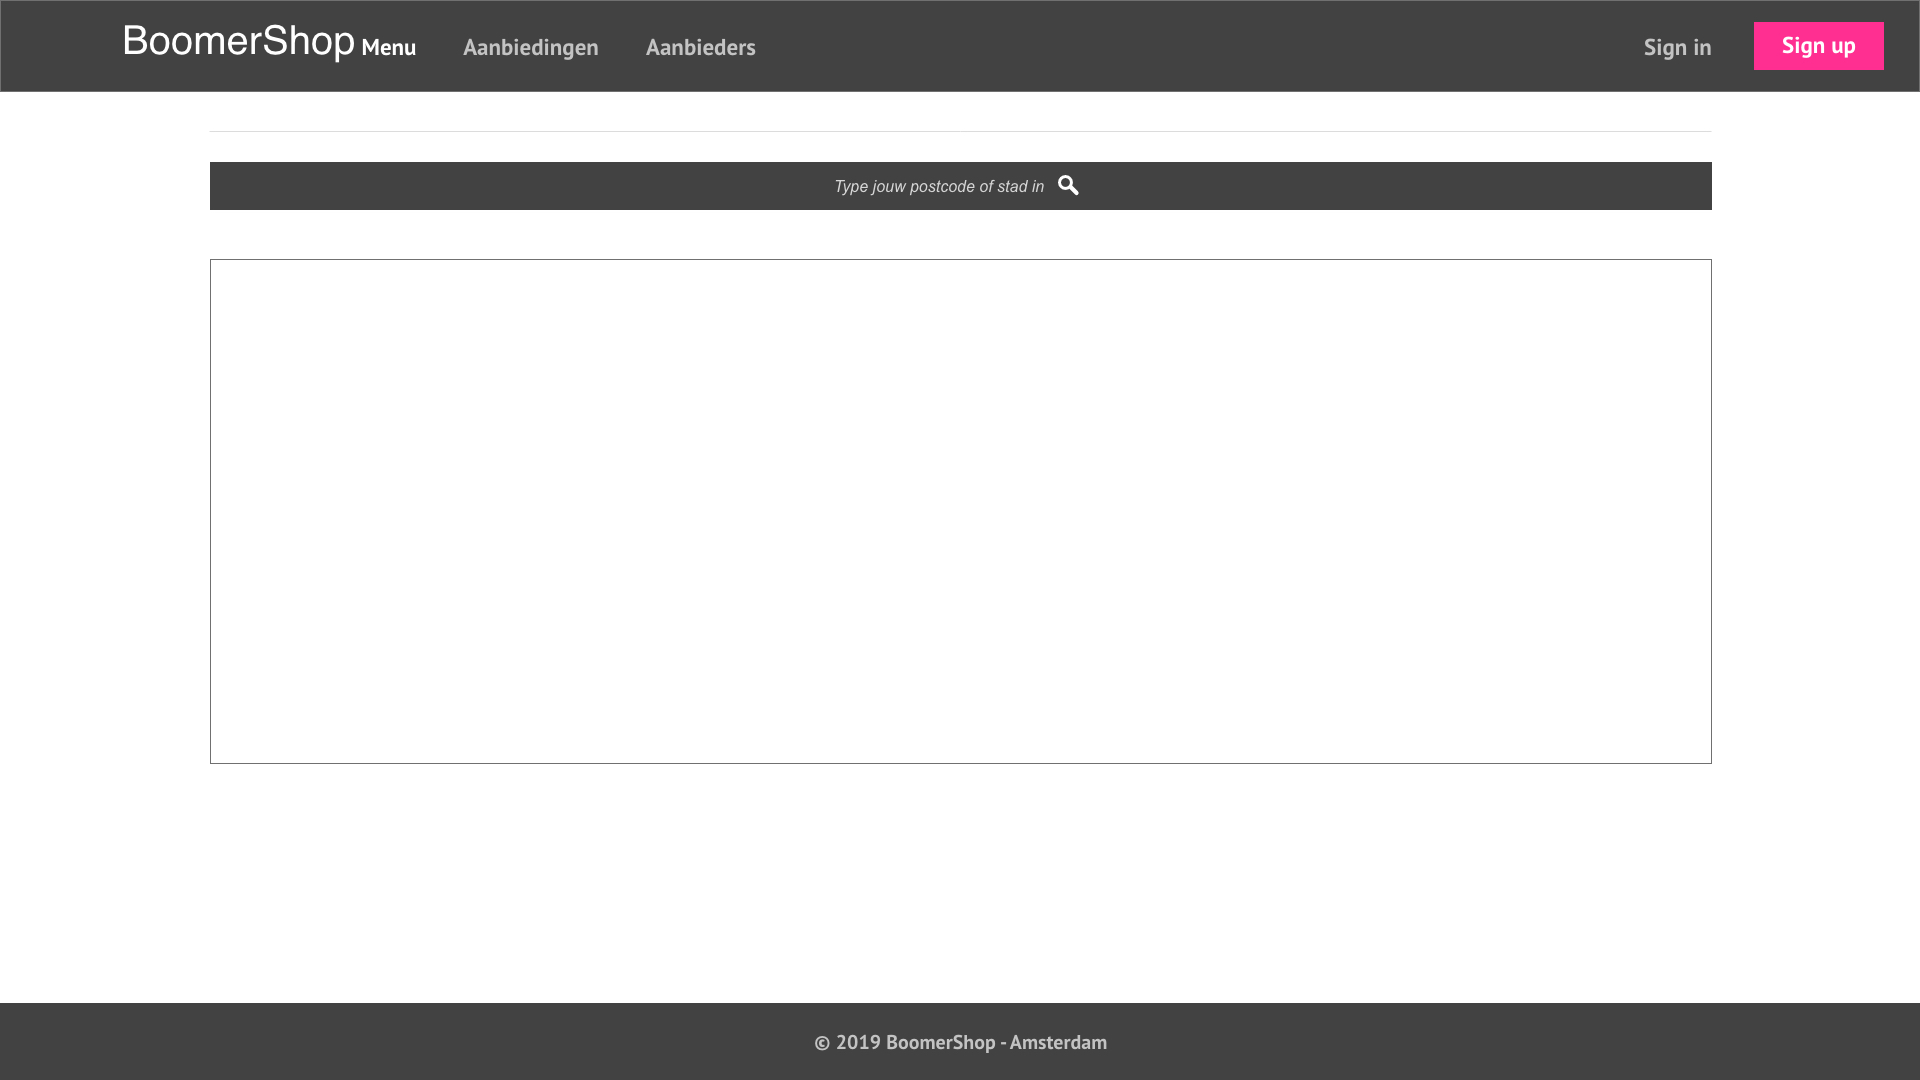 BoomerShop Menu Aanbiedingen Aanbieders Sign in Sign up
Type jouw postcode of stad in
© 2019 BoomerShop - Amsterdam